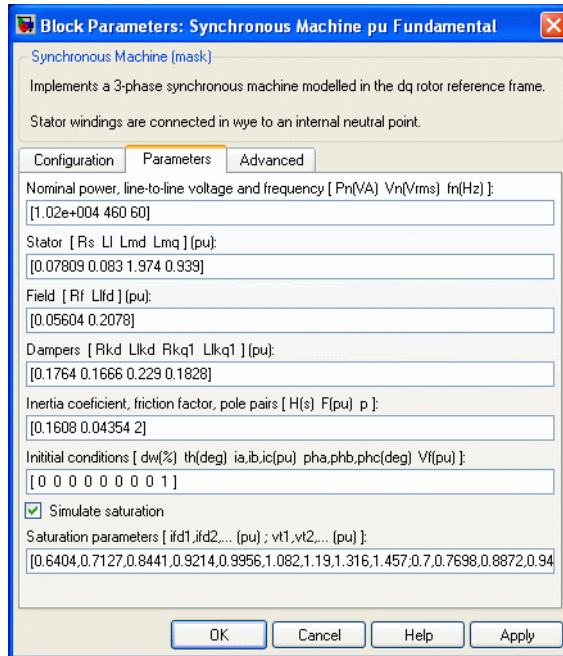 Block Parameters: Synchronous Machine pu Fundamental
Synchronous Machine (mask)
Implements a 3-phase synchronous machine modelled in the dq rotor reference frame.
Stator windings are connected in wye to an internal neutral point.
Configuration Parameters Advanced
Nominal power, line-to-line voltage and frequency [ Pn(VA) Vn(Vrms) fn(Hz) ]:
[1.02e+004 460 60]
Stator [ Rs Ll Lmd Lmq ] (pu):
[0.07809 0.083 1.974 0.939]
Field [ Rf Llfd ] (pu):
[0.05604 0.2078]
Dampers [ Rkd Llkd Rkq1 Llkq1 ] (pu):
[0.1764 0.1666 0.229 0.1828]
Inertia coeficient, friction factor, pole pairs [ H(s) F(pu) p ]:
[0.1608 0.04354 2]
Inititial conditions [ dw(%) th(deg) ia,ib,ic(pu) pha,phb,phc(deg) Vf(pu) ]:
[ 0 0 0 0 0 0 0 0 1 ]
Simulate saturation
Saturation parameters [ ifd1,ifd2,... (pu) ; vt1,vt2,... (pu) ]:
[0.6404,0.7127,0.8441,0.9214,0.9956,1.082,1.19,1.316,1.457;0.7,0.7698,0.8872,0.94
OK Cancel Help Apply